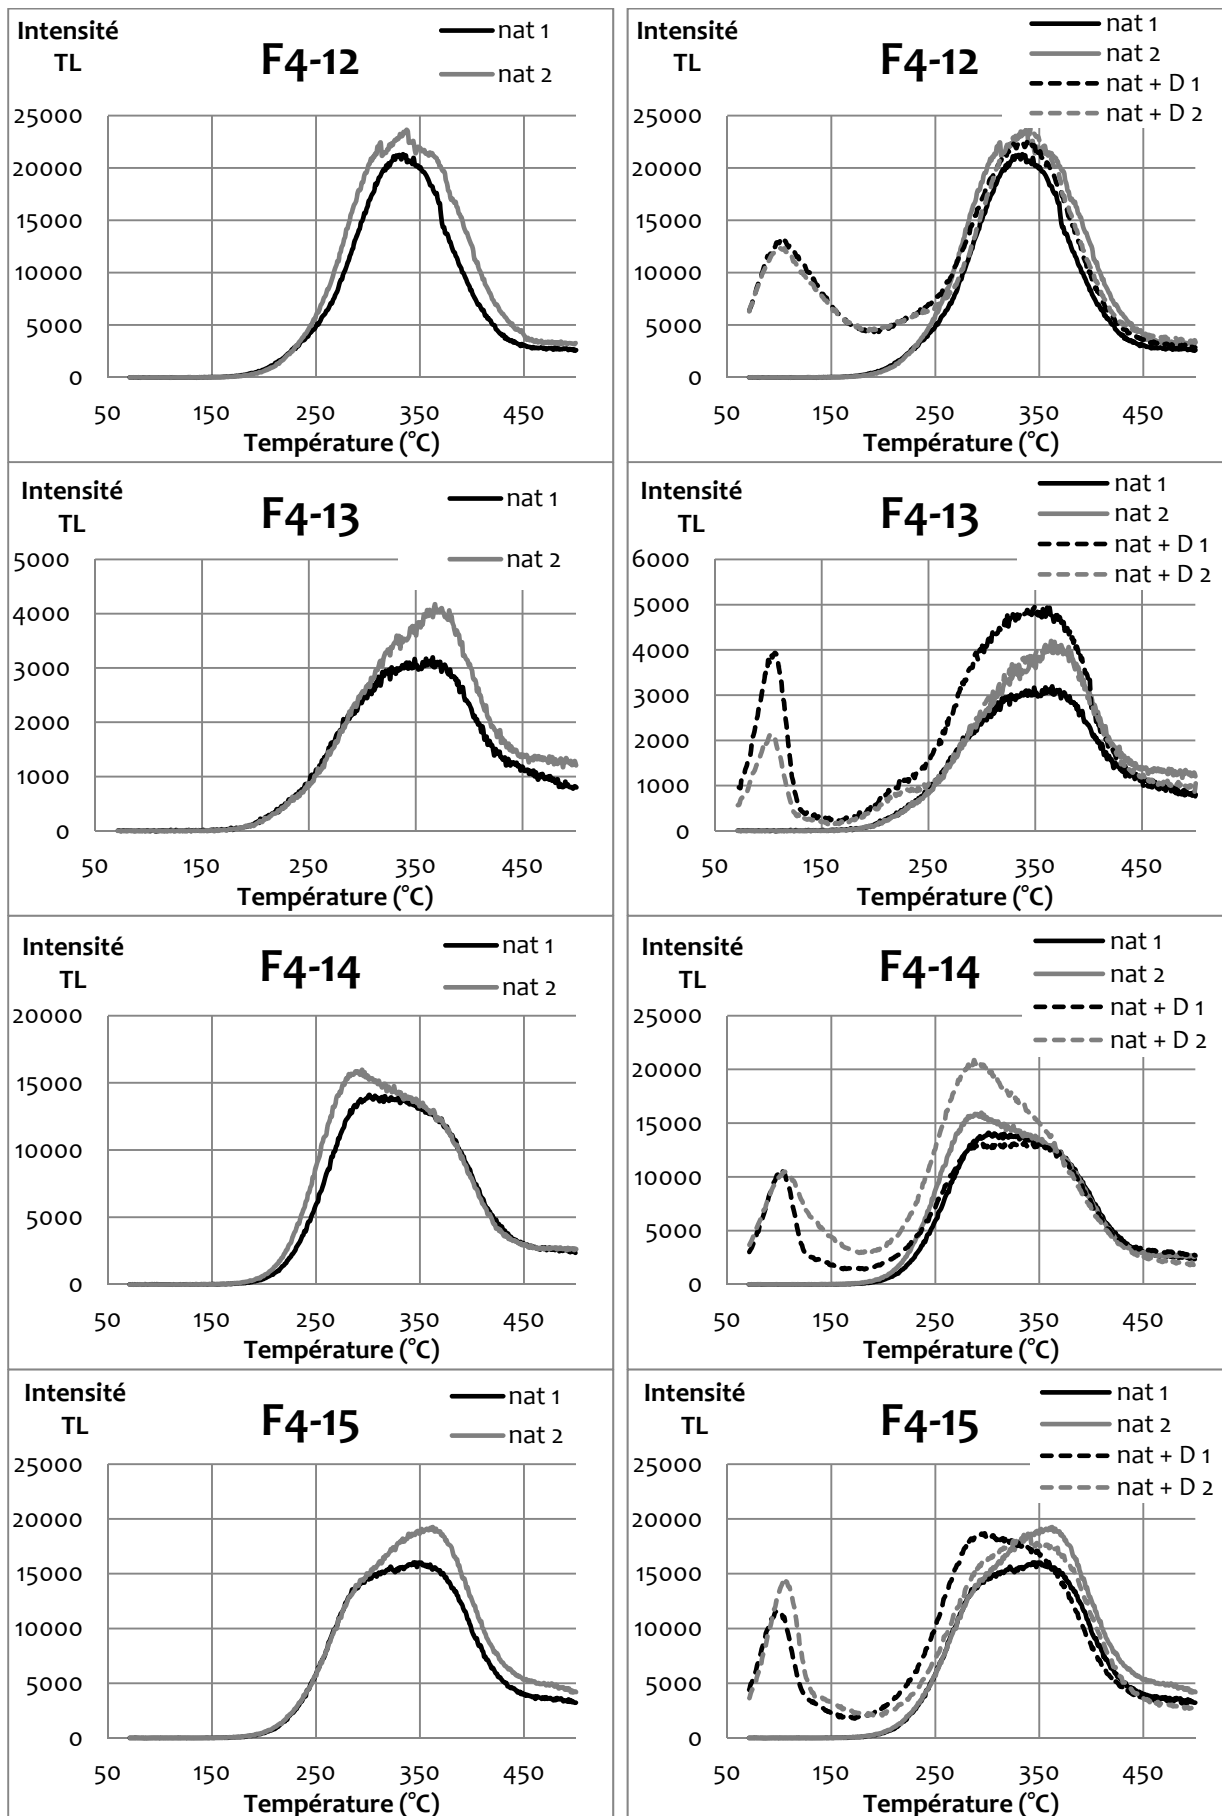 Intensité
TL
F4-12
nat 1
nat 2
25000
20000
15000
10000
5000
0
50 150 250 350 450
Température (°C)
Intensité
TL
F4-12
nat 1
nat 2
nat + D 1
nat + D 2
25000
20000
15000
10000
5000
0
50 150 250 350 450
Température (°C)
Intensité
TL
F4-13
nat 1
nat 2
5000
4000
3000
2000
1000
0
50 150 250 350 450
Température (°C)
Intensité
TL
F4-13
nat 1
nat 2
nat + D 1
nat + D 2
6000
5000
4000
3000
2000
1000
0
50 150 250 350 450
Température (°C)
Intensité
TL
F4-14
nat 1
nat 2
20000
15000
10000
5000
0
50 150 250 350 450
Température (°C)
Intensité
TL
F4-14
nat 1
nat 2
nat + D 1
nat + D 2
25000
20000
15000
10000
5000
0
50 150 250 350 450
Température (°C)
Intensité
TL
F4-15
nat 1
nat 2
25000
20000
15000
10000
5000
0
50 150 250 350 450
Température (°C)
Intensité
TL
F4-15
nat 1
nat 2
nat + D 1
nat + D 2
25000
20000
15000
10000
5000
0
50 150 250 350 450
Température (°C)